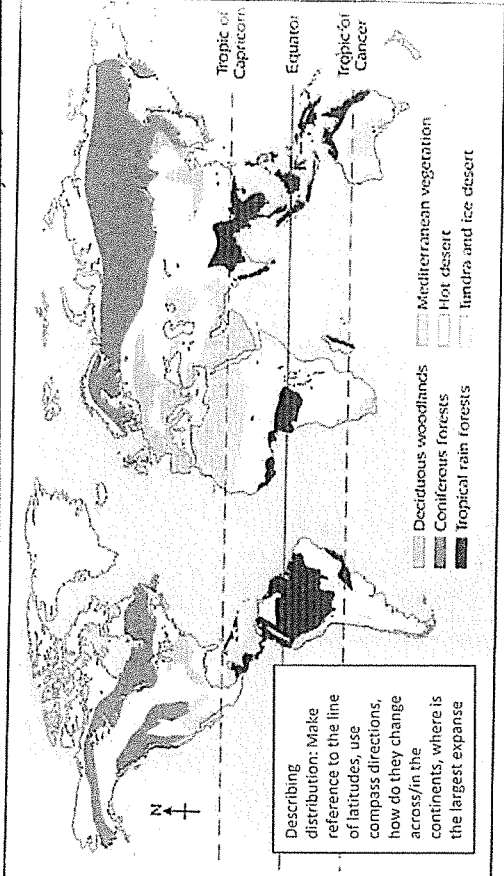 Tropic of
Capricorn
Equator
Tropic of
Cancer
N
Describing
distribution: Make
reference to the line
of latitudes, use
compass directions,
how do they change
across/in the
continents, where is
the largest expanse
Deciduous woodlands
Coniferous forests
Tropical rain forests
Mediterranean vegetation
Hot desert
Tundra and ice desert